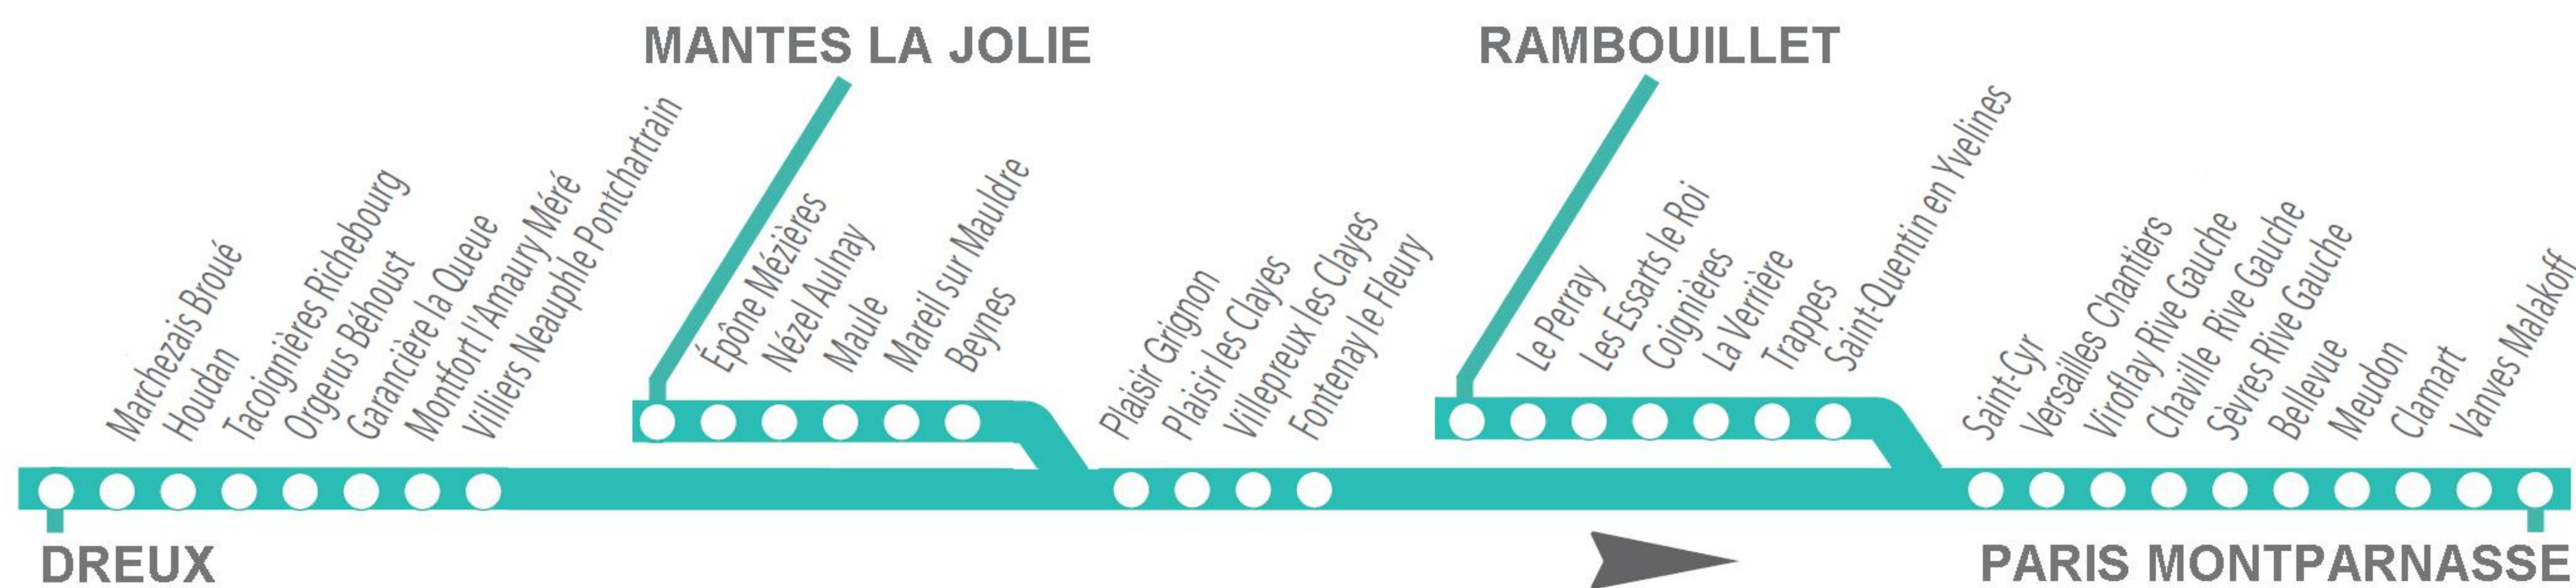 MANTES LA JOLIE
RAMBOUILLET
Marchezais Broué
Houdan
Tacoignières Richebourg
Orgerus Béhoust
Garancière la Queue
Montfort l'Amaury Méré
Villiers Neauphle Pontchartrain
Épône Mézières
Nézel Aulnay
Maule
Mareil sur Mauldre
Beynes
Plaisir Grignon
Plaisir les Clayes
Villepreux les Clayes
Fontenay le Fleury
Le Perray
Les Essarts le Roi
Coignières
La Verrière
Trappes
Saint-Quentin en Yvelines
Saint-Cyr
Versailles Chantiers
Viroflay Rive Gauche
Chaville Rive Gauche
Sèvres Rive Gauche
Bellevue
Meudon
Clamart
Vanves Malakoff
DREUX
PARIS MONTPARNASSE